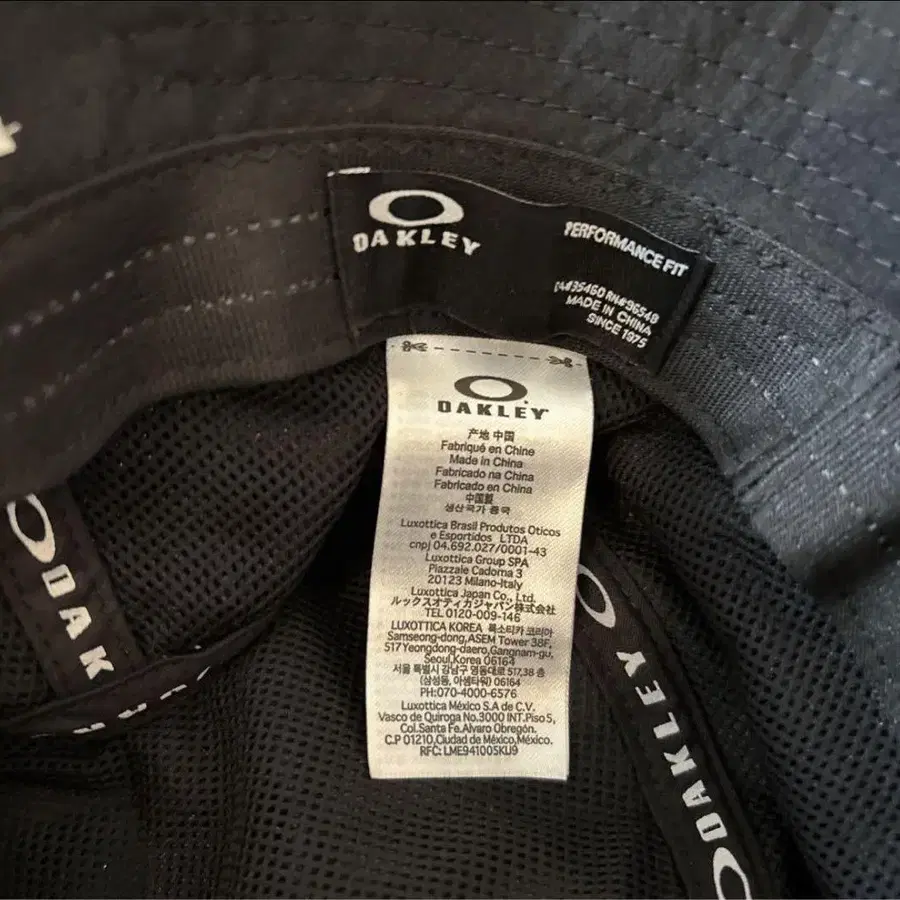 OAKLEY
PERFORMANCE FIT
CA#35460 RN#96548
MADE IN CHINA
SINCE 1975
OAKLEY
产地 中国
Fabriqué en Chine
Made in China
Fabricado na China
Fabricado en China
中国製
생산국가 중국
Luxottica Brasil Produtos Oticos
e Esportidos LTDA
cnpj 04.692.027/0001-43
Luxottica Group SPA
Piazzale Cadorna 3
20123 Milano-Italy
Luxottica Japan Co., Ltd.
ルックスオティカジャパン株式会社
TEL 0120-009-146
LUXOTTICA KOREA 룩소티카 코리아
Samseong-dong,ASEM Tower 38F,
517Yeongdong-daero,Gangnam-gu,
Seoul,Korea 06164
서울 특별시 강남구 영동대로 517,38 층
(삼성동, 아셈타워) 06164
PH:070-4000-6576
Luxottica México S.A de C.V.
Vasco de Quiroga No.3000 INT.Piso5,
Col.Santa Fe.Alvaro Obregón.
C.P 01210,Ciudad de México,México.
RFC: LME941005KU9
OAK
OAKLEY